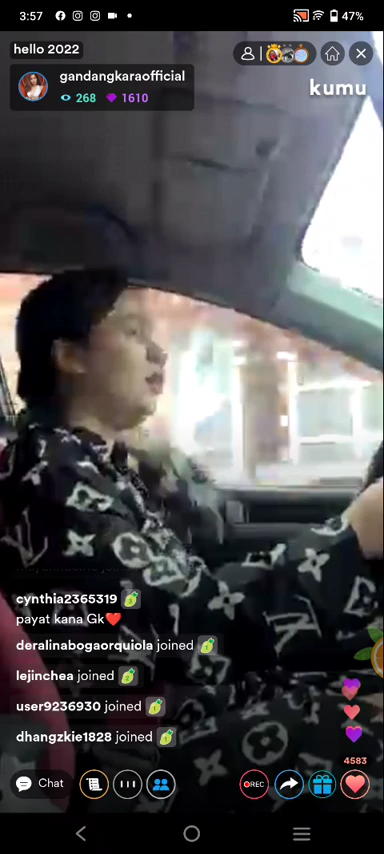 3:57
47%
hello 2022
gandangkaraofficial
268 1610
kumu
cynthia2365319
payat kana Gk❤️
deralinabogaorquiola joined
lejinchea joined
user9236930 joined
dhangzkie1828 joined
4583
Chat
REC